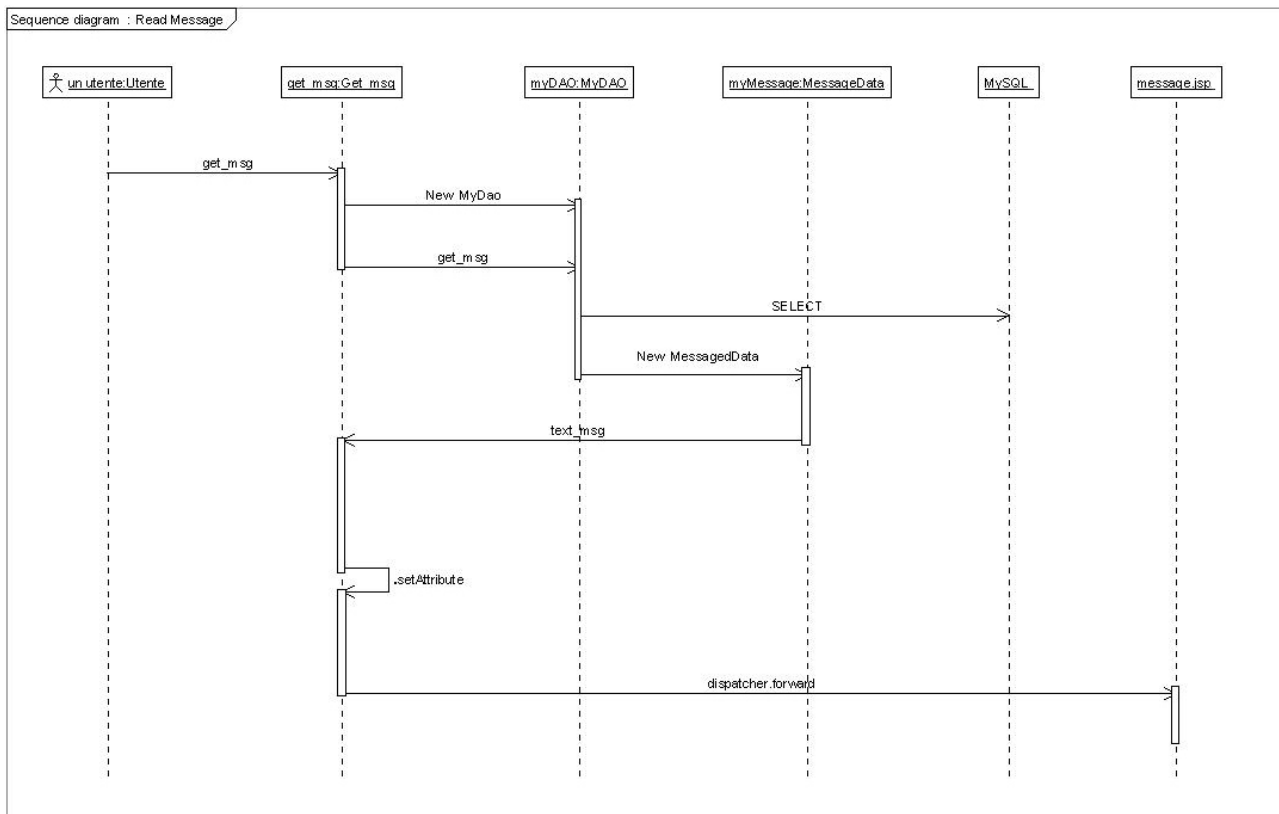 Sequence diagram : Read Message
un utente:Utente
get_msg:Get_msg
myDAO:MyDAO
myMessage:MessageData
MySQL
message.jsp
get_msg
New MyDao
get_msg
SELECT
New MessagedData
text_msg
.setAttribute
dispatcher.forward